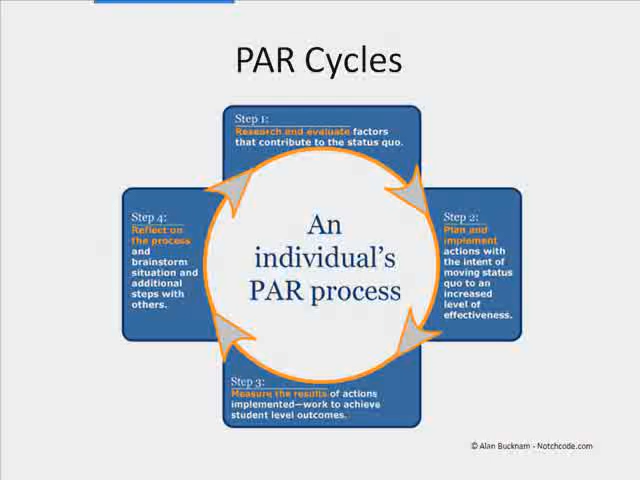 PAR Cycles
Step 1:
Research and evaluate factors
that contribute to the status quo.
Step 4:
Reflect on
the process
and
brainstorm
situation and
additional
steps with
others.
An
individual's
PAR process
Step 2:
Plan and
implement
actions with
the intent of
moving status
quo to an
increased
level of
effectiveness.
Step 3:
Measure the results of actions
implemented—work to achieve
student level outcomes.
© Alan Bucknam - Notchcode.com